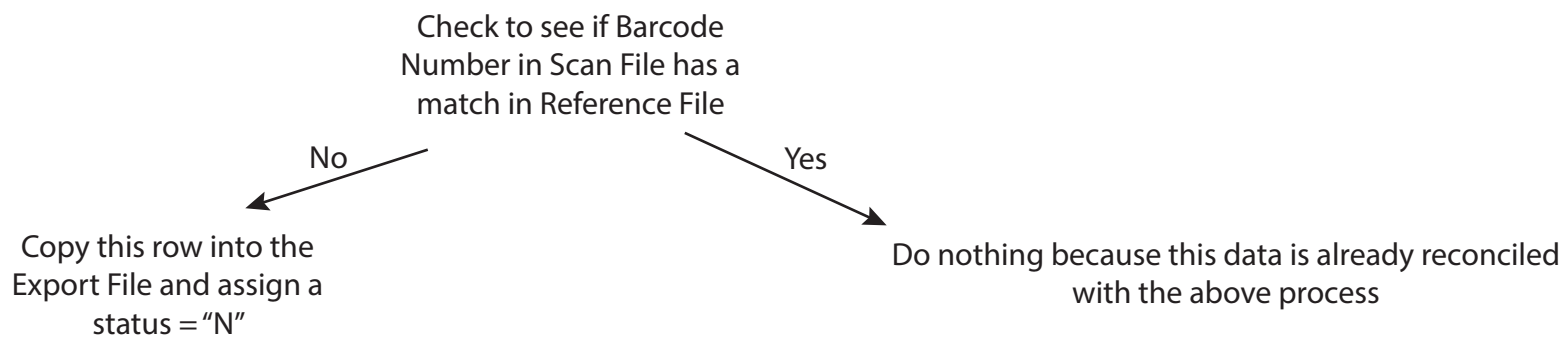 Check to see if Barcode
Number in Scan File has a
match in Reference File
No
Yes
Copy this row into the
Export File and assign a
status = “N”
Do nothing because this data is already reconciled
with the above process